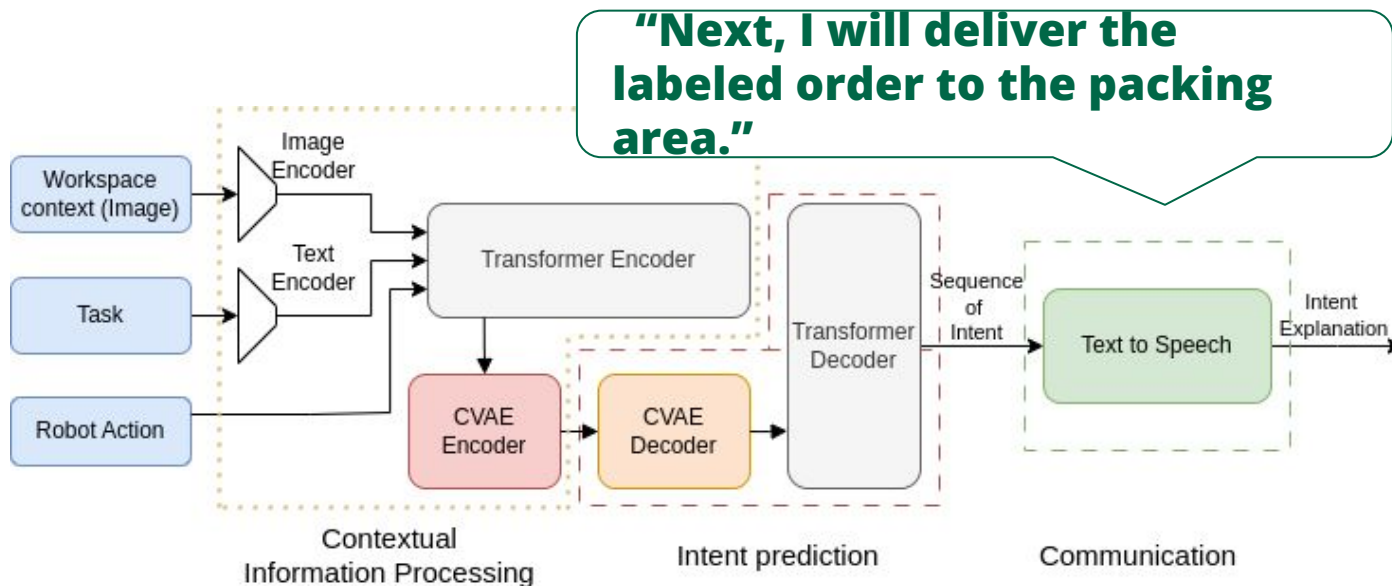 “Next, I will deliver the
labeled order to the packing
area.”
Workspace
context (Image)
Image
Encoder
Transformer Encoder
Task
Text
Encoder
Robot Action
CVAE
Encoder
CVAE
Decoder
Transformer
Decoder
Sequence
of
Intent
Text to Speech
Intent
Explanation
Contextual
Information Processing
Intent prediction
Communication